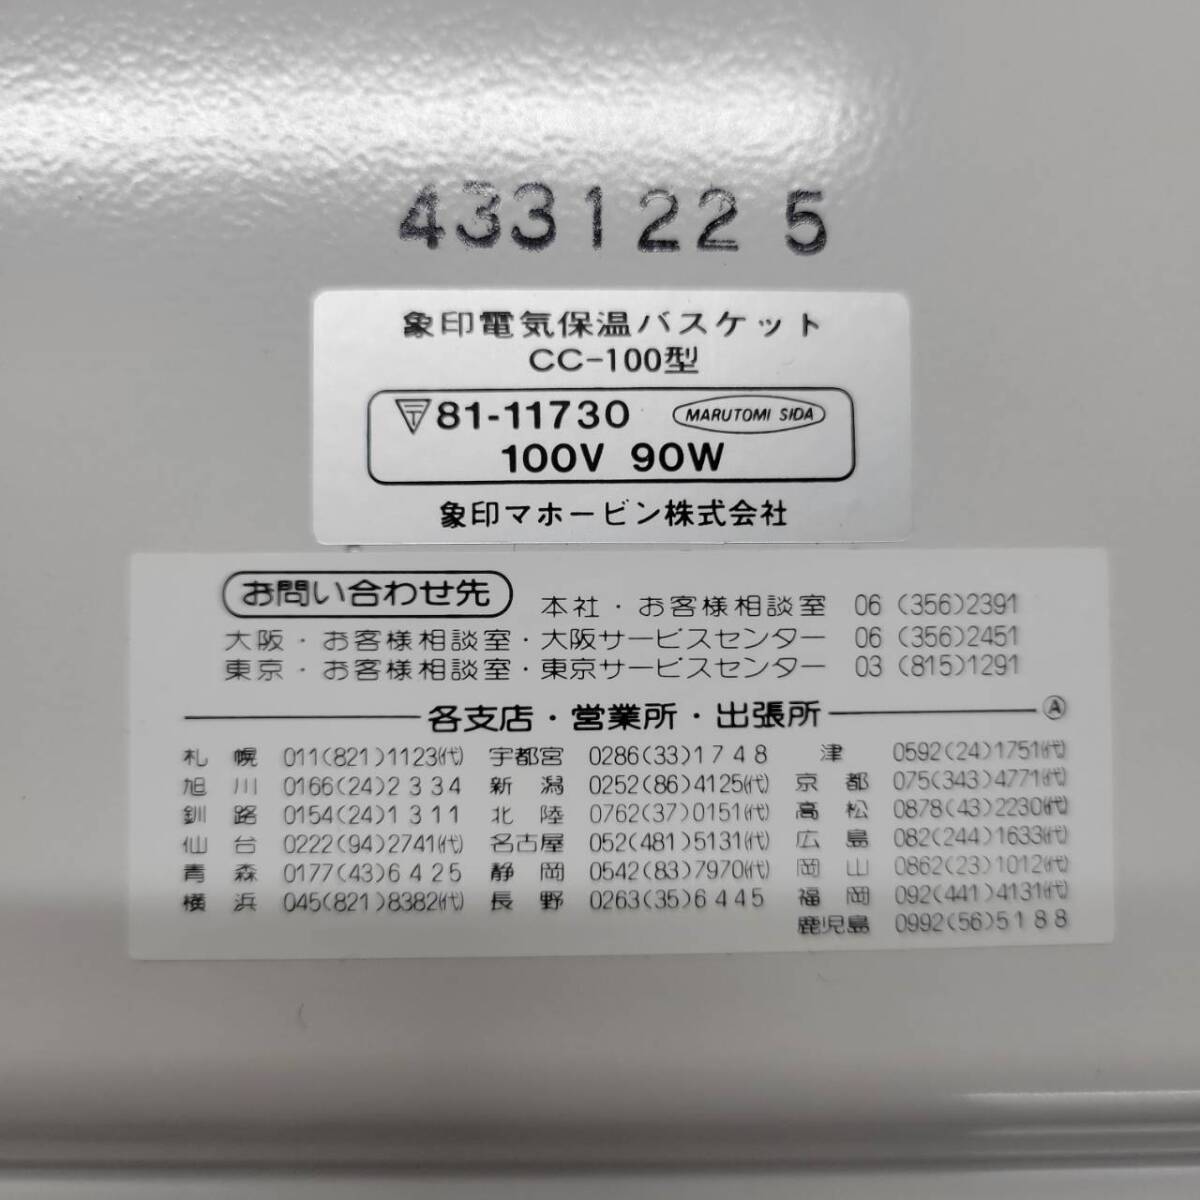 4331225
象印電気保温バスケット
CC-100型
〒 81-11730 MARUTOMI SIDA
100V 90W
象印マホービン株式会社
お問い合わせ先 本社・お客様相談室 06 (356)2391
大阪・お客様相談室・大阪サービスセンター 06 (356)2451
東京・お客様相談室・東京サービスセンター 03 (815)1291
各支店・営業所・出張所 Ⓐ
札幌 011(821)1123(代) 宇都宮 0286(33)1748 津 0592(24)1751(代)
旭川 0166(24)2334 新潟 0252(86)4125(代) 京都 075(343)4771(代)
釧路 0154(24)1311 北陸 0762(37)0151(代) 高松 0878(43)2230(代)
仙台 0222(94)2741(代) 名古屋 052(481)5131(代) 広島 082(244)1633(代)
青森 0177(43)6425 静岡 0542(83)7970(代) 岡山 0862(23)1012(代)
横浜 045(821)8382(代) 長野 0263(35)6445 福岡 092(441)4131(代)
鹿児島 0992(56)5188